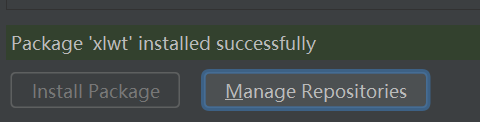 Package 'xlwt' installed successfully
Install Package
Manage Repositories